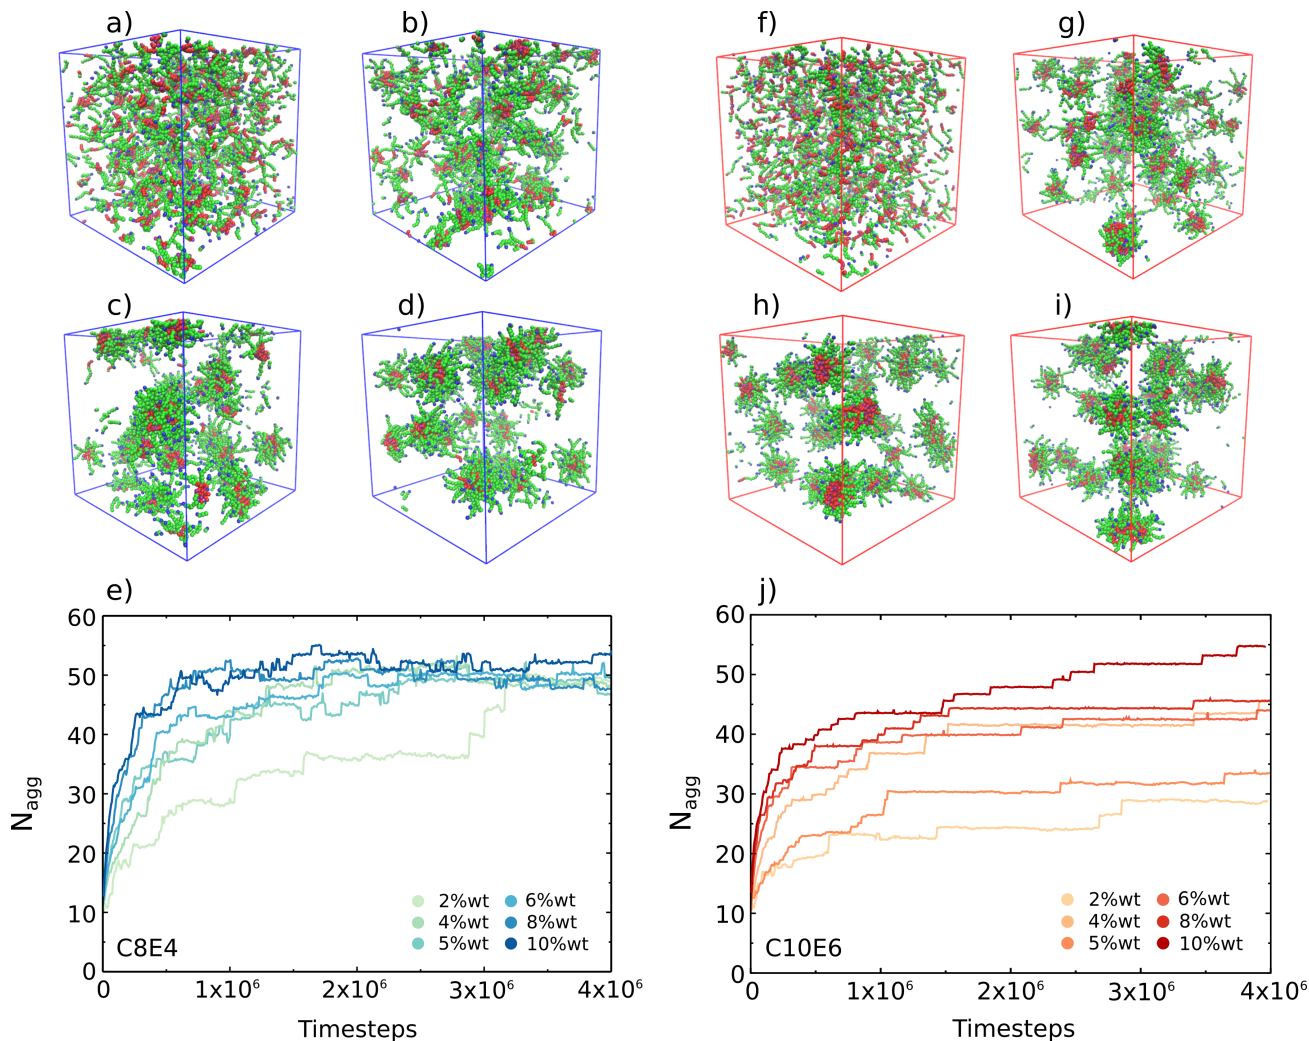 a) b) f) g)
c) d) h) i)
e)
60
50
40
30
20
10
0
Nagg
2%wt 6%wt
4%wt 8%wt
5%wt 10%wt
C8E4
0 1x10⁶ 2x10⁶ 3x10⁶ 4x10⁶
Timesteps
j)
60
50
40
30
20
10
0
Nagg
2%wt 6%wt
4%wt 8%wt
5%wt 10%wt
C10E6
0 1x10⁶ 2x10⁶ 3x10⁶ 4x10⁶
Timesteps